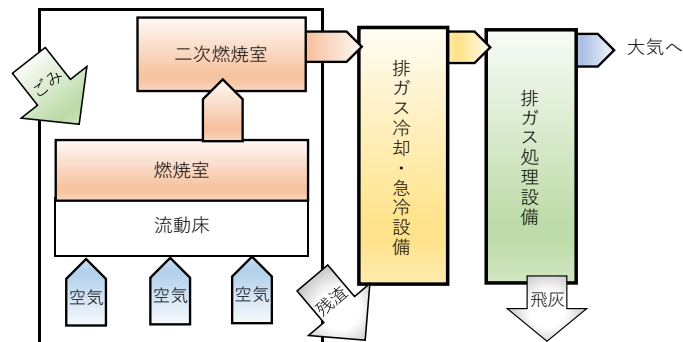 二次燃焼室
ごみ
燃焼室
流動床
空気
空気
空気
残渣
排ガス冷却・急冷設備
排ガス処理設備
大気へ
飛灰